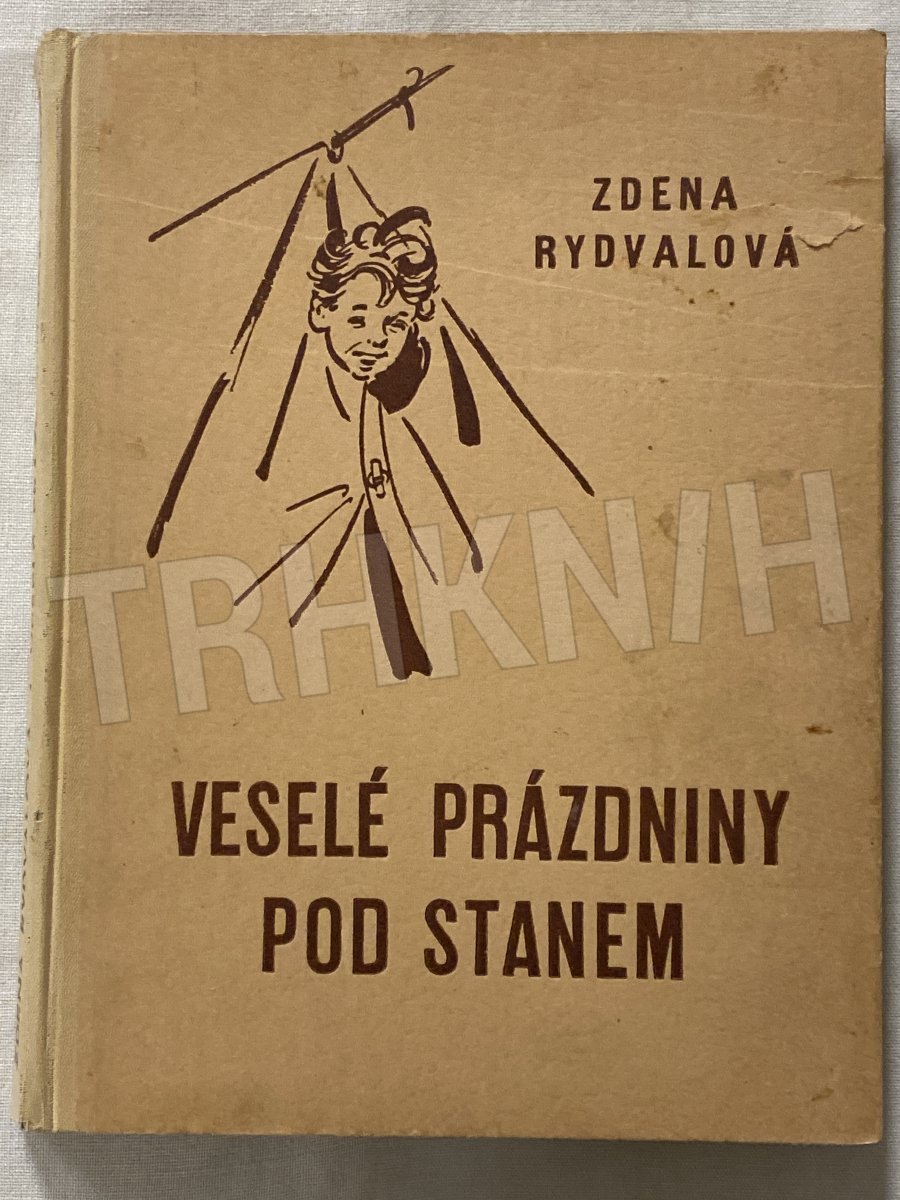 ZDENA
RYDVALOVÁ
TRHKNIH
VESELÉ PRÁZDNINY
POD STANEM